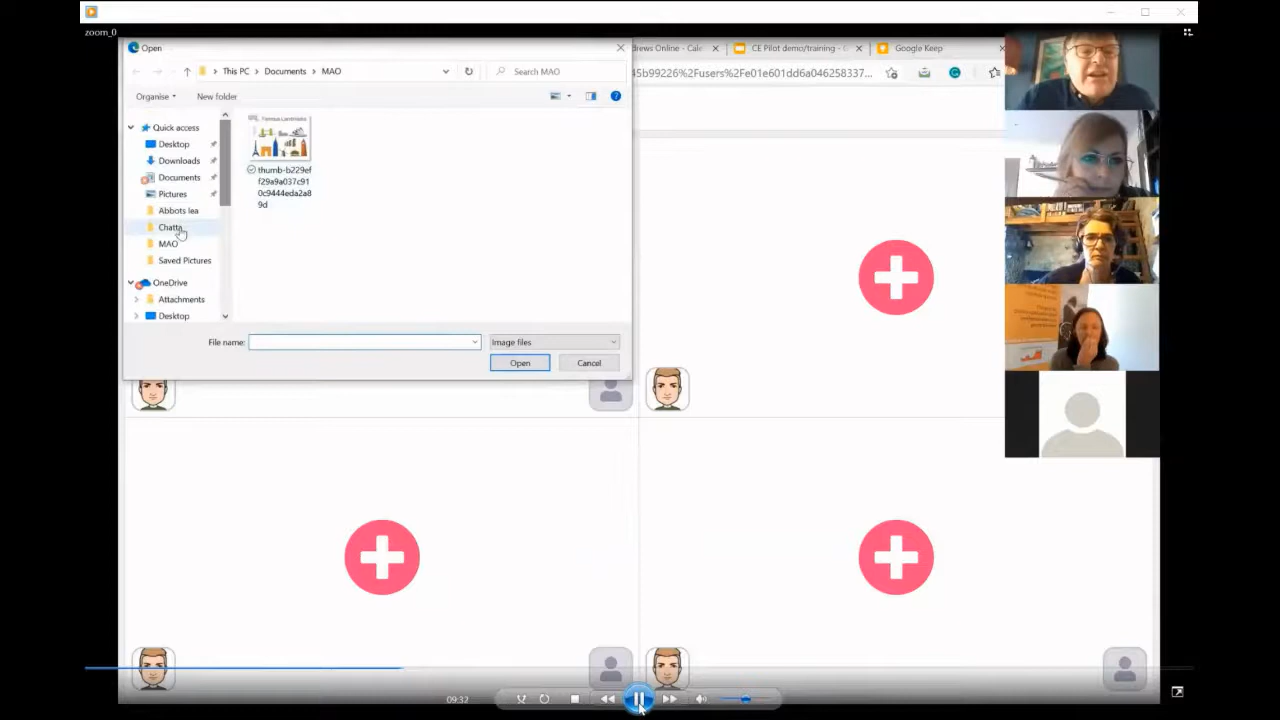 zoom_0
Open
drews Online - Calc
CE Pilot demo/training -
Google Keep
This PC > Documents > MAO
Search MAO
45b99226%2Fusers%2Fe01e601dd6a046258337...
Organise
New folder
Quick access
Desktop
Downloads
Documents
Pictures
Abbots lea
Chatta
MAO
Saved Pictures
OneDrive
Attachments
Desktop
Famous Landmarks
thumb-b229ef
f29a9a037c91
0c9444eda2a8
9d
File name:
Image files
Open
Cancel
09:32